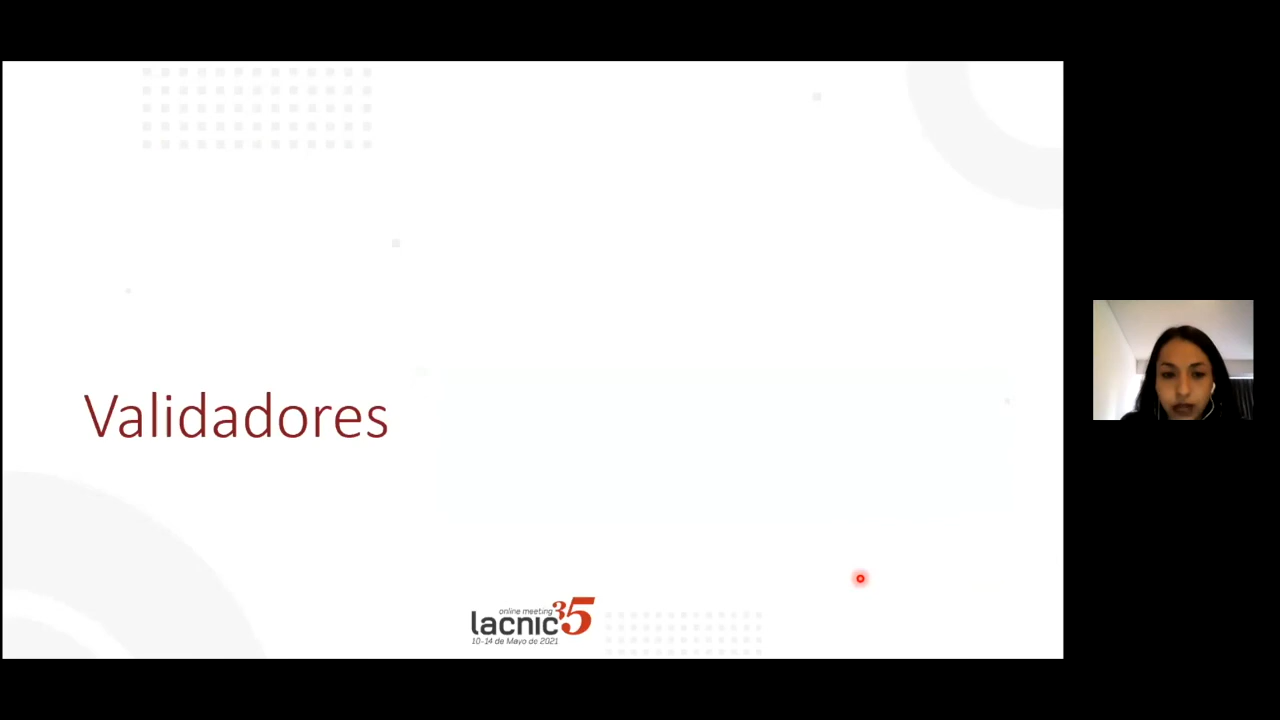 Validadores
online meeting
lacnic35
10-14 de Mayo de 2021